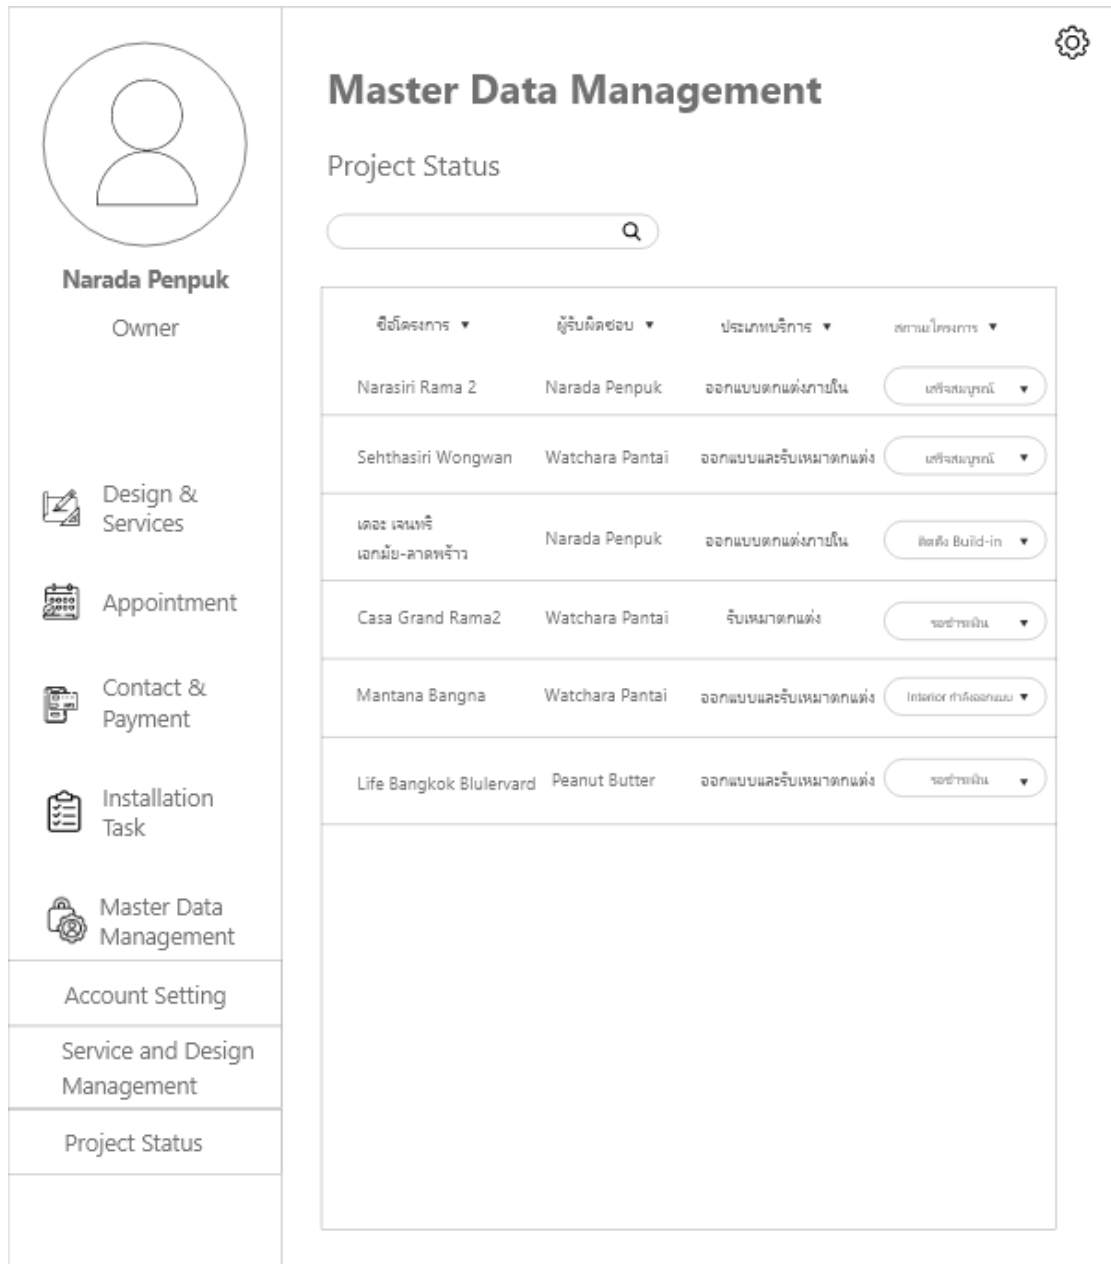 Narada Penpuk
Owner
Design &
Services
Appointment
Contact &
Payment
Installation
Task
Master Data
Management
Account Setting
Service and Design
Management
Project Status
Master Data Management
Project Status
ชื่อโครงการ ▼ ผู้รับผิดชอบ ▼ ประเภทบริการ ▼ สถานะโครงการ ▼
Narasiri Rama 2 Narada Penpuk ออกแบบตกแต่งภายใน เสร็จสมบูรณ์ ▼
Sehthasiri Wongwan Watchara Pantai ออกแบบและรับเหมาตกแต่ง เสร็จสมบูรณ์ ▼
เดอะ เจนทริ
เอกมัย-ลาดพร้าว
Narada Penpuk ออกแบบตกแต่งภายใน ติดตั้ง Build-in ▼
Casa Grand Rama2 Watchara Pantai รับเหมาตกแต่ง รอชำระเงิน ▼
Mantana Bangna Watchara Pantai ออกแบบและรับเหมาตกแต่ง Interior กำลังออกแบบ ▼
Life Bangkok Blulervard Peanut Butter ออกแบบและรับเหมาตกแต่ง รอชำระเงิน ▼